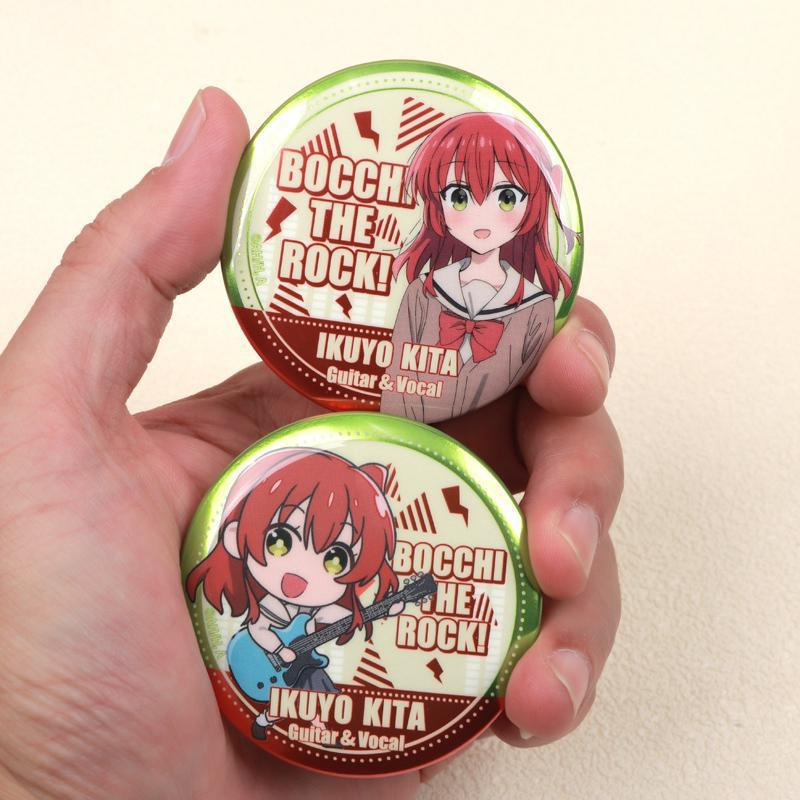 BOCCHI
THE
ROCK!
IKUYO KITA
Guitar & Vocal
BOCCHI
THE
ROCK!
IKUYO KITA
Guitar & Vocal